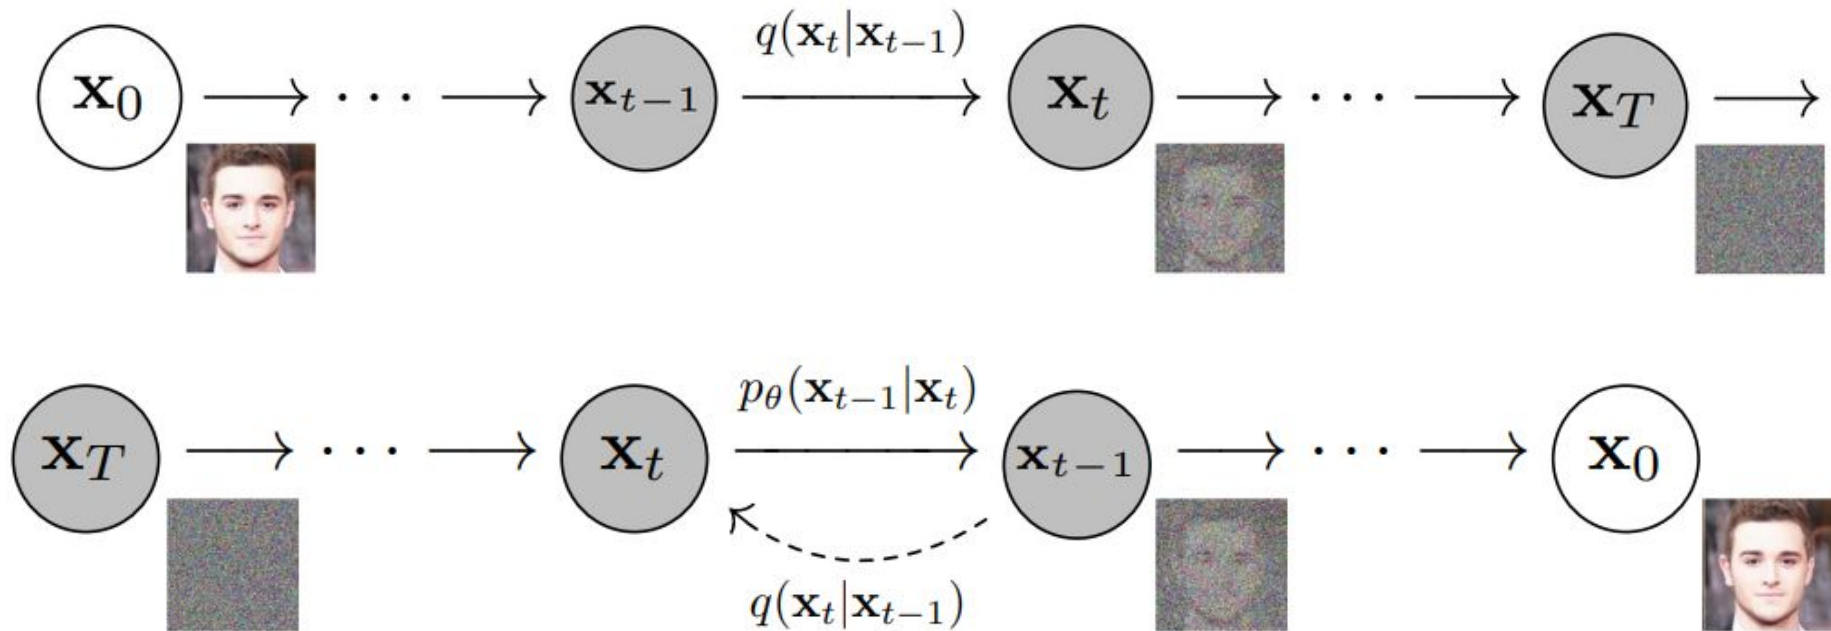 q(x_t|x_{t-1})
x_0 ⟶ ··· ⟶ x_{t-1} ⟶ x_t ⟶ ··· ⟶ x_T ⟶
p_θ(x_{t-1}|x_t)
x_T ⟶ ··· ⟶ x_t ⟶ x_{t-1} ⟶ ··· ⟶ x_0
q(x_t|x_{t-1})